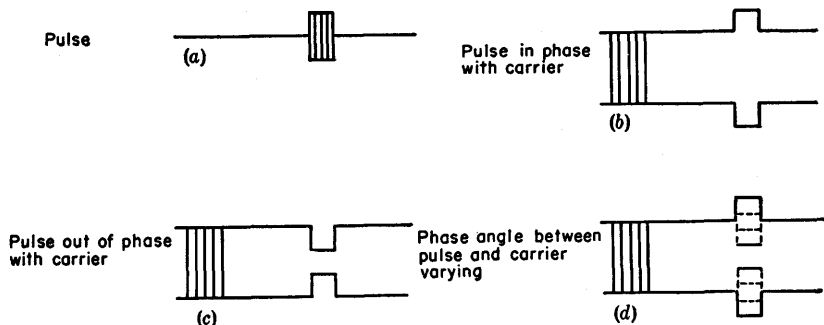 Pulse
(a)
Pulse in phase
with carrier
(b)
Pulse out of phase
with carrier
(c)
Phase angle between
pulse and carrier
varying
(d)